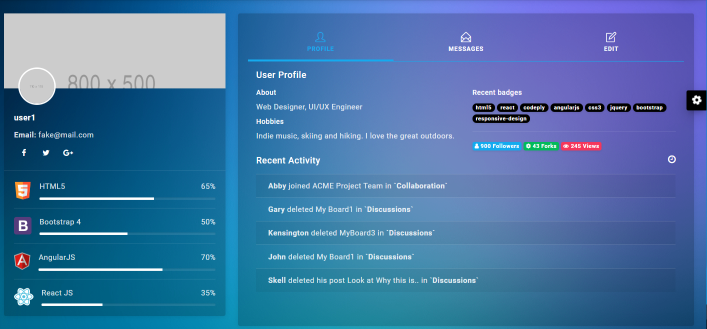 800 x 500
user1
Email: fake@mail.com
HTML5 65%
Bootstrap 4 50%
AngularJS 70%
React JS 35%
PROFILE MESSAGES EDIT
User Profile
About
Web Designer, UI/UX Engineer
Hobbies
Indie music, skiing and hiking. I love the great outdoors.
Recent badges
html5 react codeply angularjs css3 jquery bootstrap
responsive-design
900 Followers 43 Forks 245 Views
Recent Activity
Abby joined ACME Project Team in `Collaboration`
Gary deleted My Board1 in `Discussions`
Kensington deleted MyBoard3 in `Discussions`
John deleted My Board1 in `Discussions`
Skell deleted his post Look at Why this is.. in `Discussions`